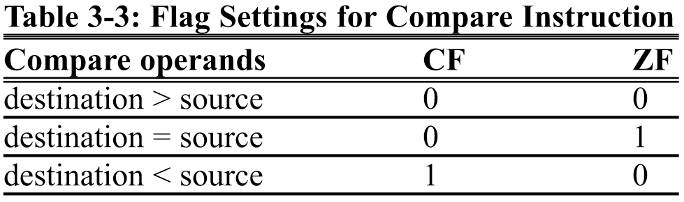 Table 3-3: Flag Settings for Compare Instruction
Compare operands CF ZF
destination > source 0 0
destination = source 0 1
destination < source 1 0